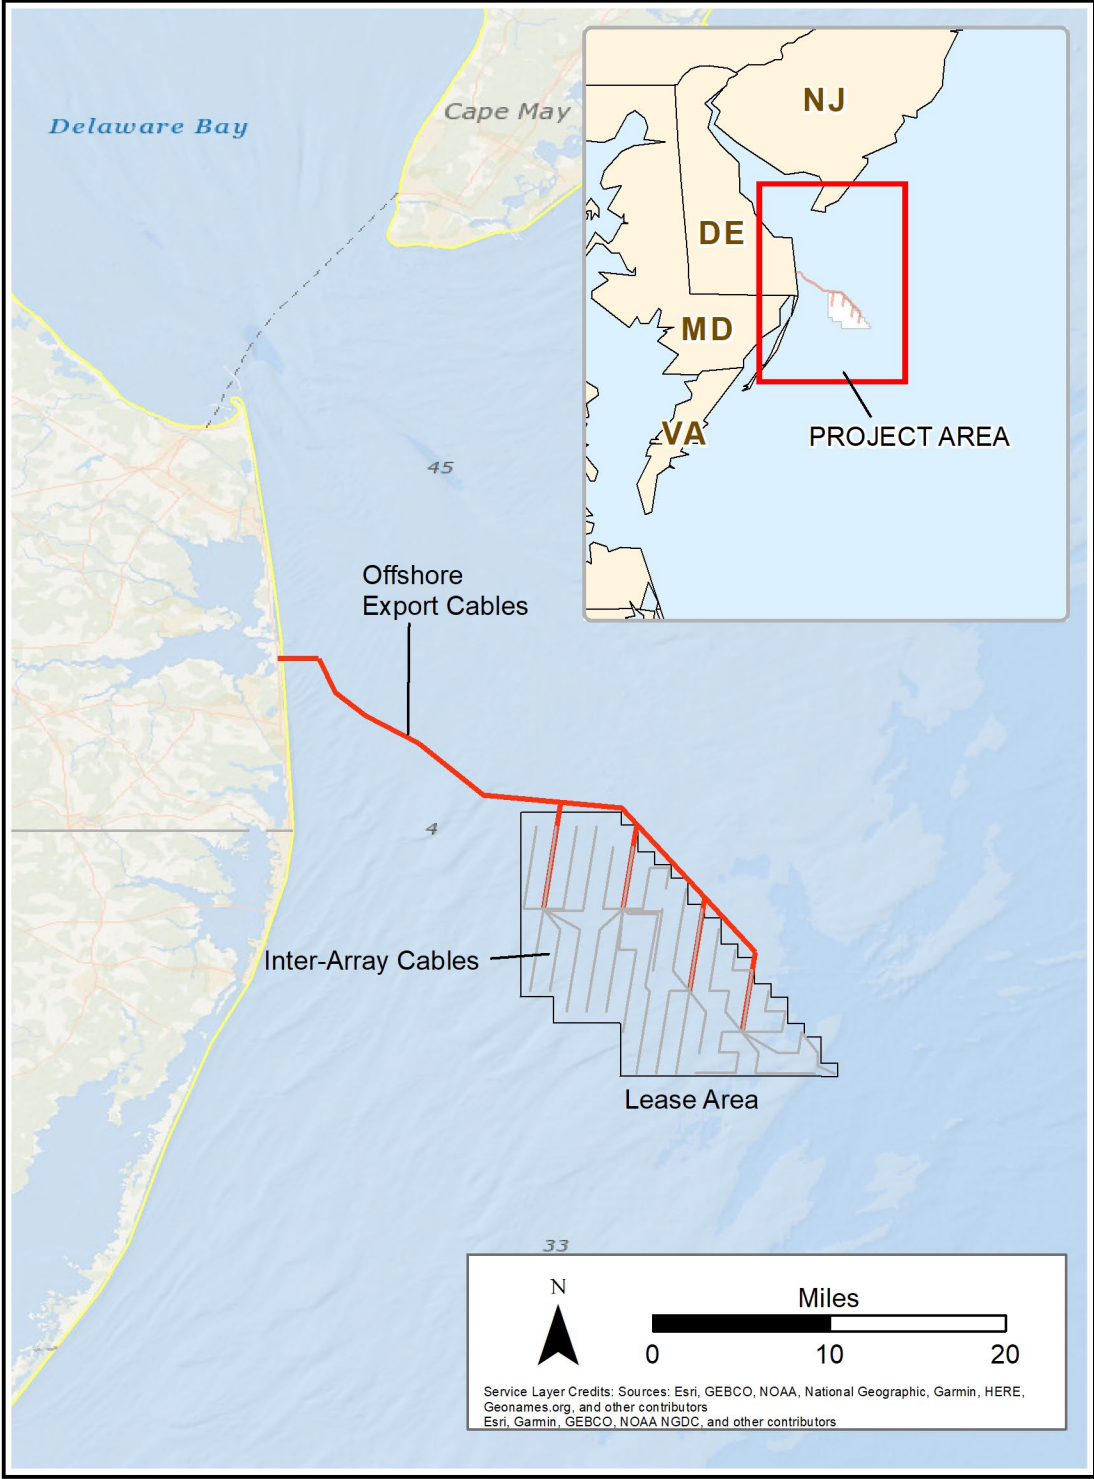 Delaware Bay
Cape May
NJ
DE
MD
VA
PROJECT AREA
45
Offshore
Export Cables
4
Inter-Array Cables
Lease Area
33
N
Miles
0 10 20
Service Layer Credits: Sources: Esri, GEBCO, NOAA, National Geographic, Garmin, HERE,
Geonames.org, and other contributors
Esri, Garmin, GEBCO, NOAA NGDC, and other contributors